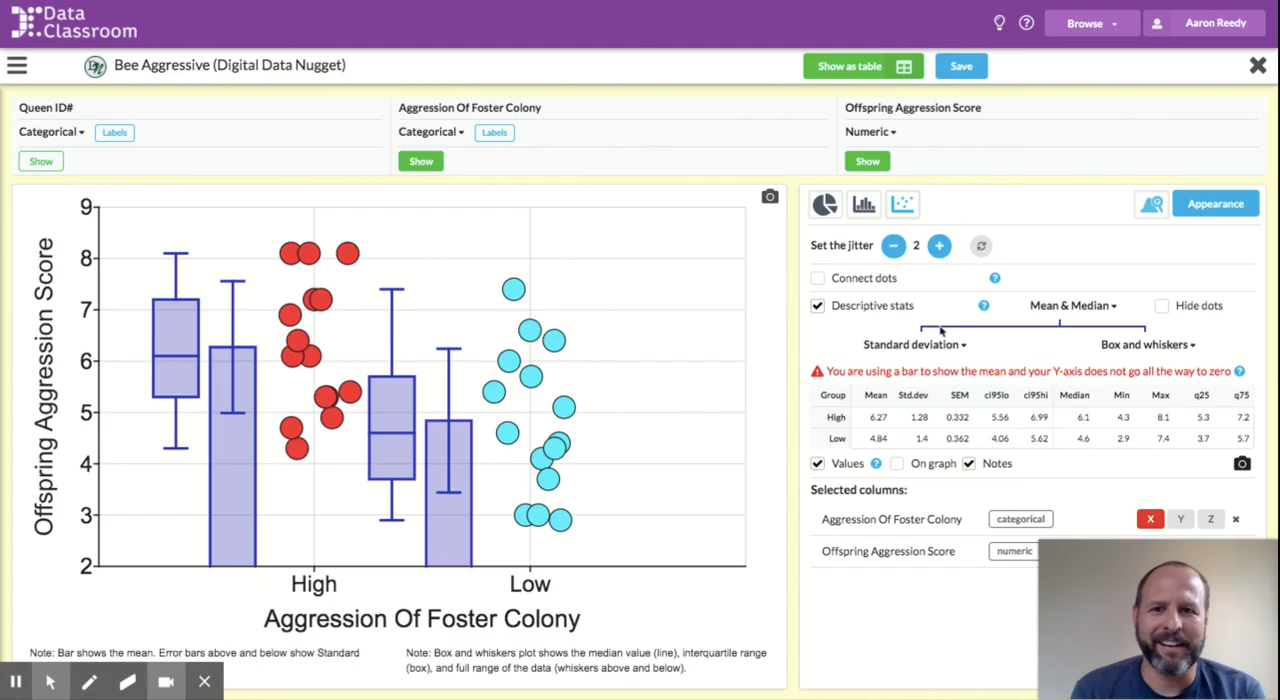 Data
Classroom
Browse
Aaron Reedy
Bee Aggressive (Digital Data Nugget)
Show as table
Save
Queen ID#
Aggression Of Foster Colony
Offspring Aggression Score
Categorical
Labels
Categorical
Labels
Numeric
Show
Show
Show
9
8
7
6
5
4
3
2
Offspring Aggression Score
High
Low
Aggression Of Foster Colony
Note: Bar shows the mean. Error bars above and below show Standard
Note: Box and whiskers plot shows the median value (line), interquartile range
(box), and full range of the data (whiskers above and below).
Appearance
Set the jitter
2
Connect dots
Descriptive stats
Mean & Median
Hide dots
Standard deviation
Box and whiskers
You are using a bar to show the mean and your Y-axis does not go all the way to zero
Group Mean Std.dev SEM ci95lo ci95hi Median Min Max q25 q75
High 6.27 1.28 0.332 5.56 6.99 6.1 4.3 8.1 5.3 7.2
Low 4.84 1.4 0.362 4.06 5.62 4.6 2.9 7.4 3.7 5.7
Values
On graph
Notes
Selected columns:
Aggression Of Foster Colony categorical X Y Z
Offspring Aggression Score numeric